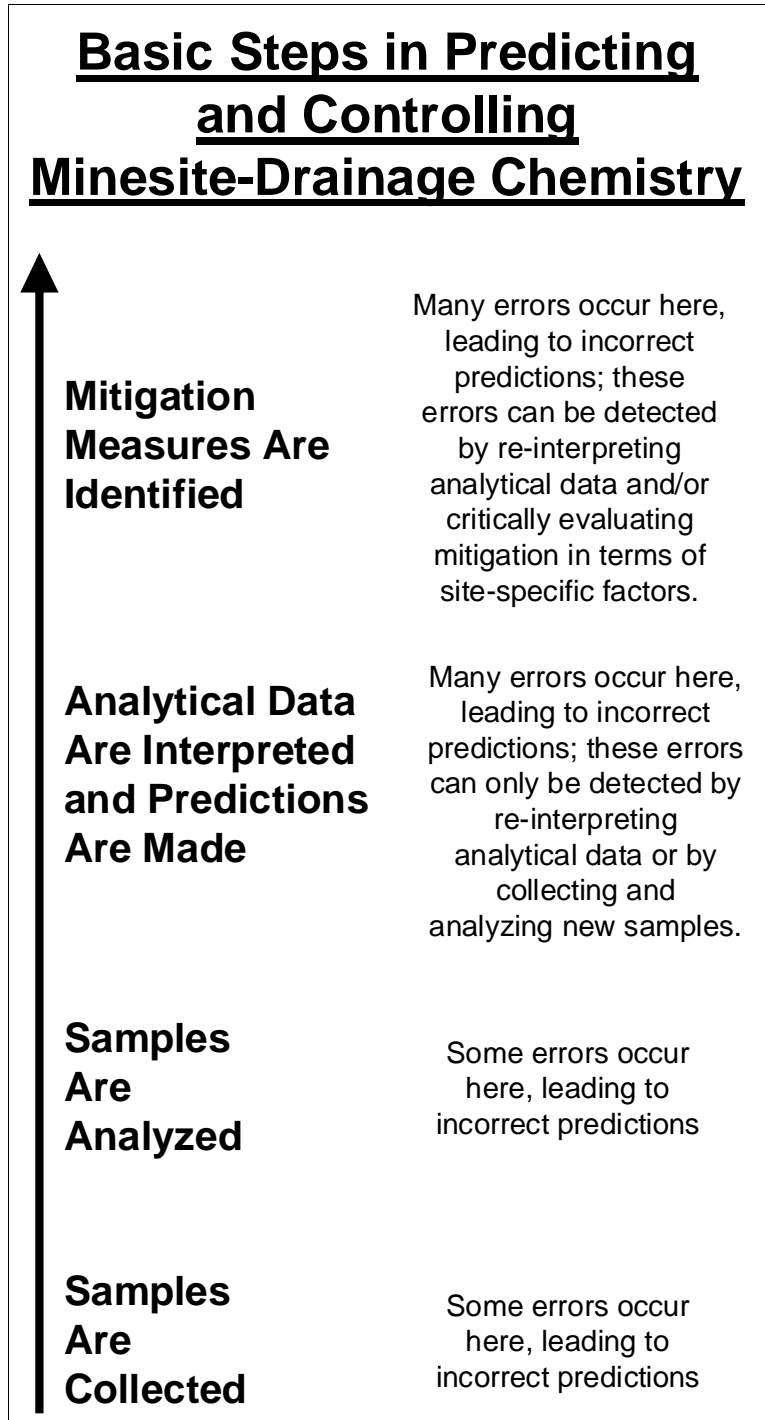 Basic Steps in Predicting
and Controlling
Minesite-Drainage Chemistry
Mitigation
Measures Are
Identified
Many errors occur here,
leading to incorrect
predictions; these
errors can be detected
by re-interpreting
analytical data and/or
critically evaluating
mitigation in terms of
site-specific factors.
Analytical Data
Are Interpreted
and Predictions
Are Made
Many errors occur here,
leading to incorrect
predictions; these errors
can only be detected by
re-interpreting
analytical data or by
collecting and
analyzing new samples.
Samples
Are
Analyzed
Some errors occur
here, leading to
incorrect predictions
Samples
Are
Collected
Some errors occur
here, leading to
incorrect predictions